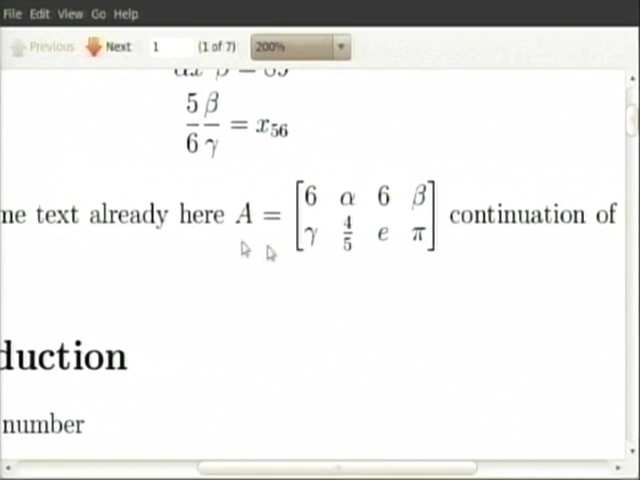 File Edit View Go Help
Previous Next 1 (1 of 7) 200%
5 β
6 γ = x56
me text already here A = [6 α 6 β
γ 4/5 e π] continuation of
duction
number